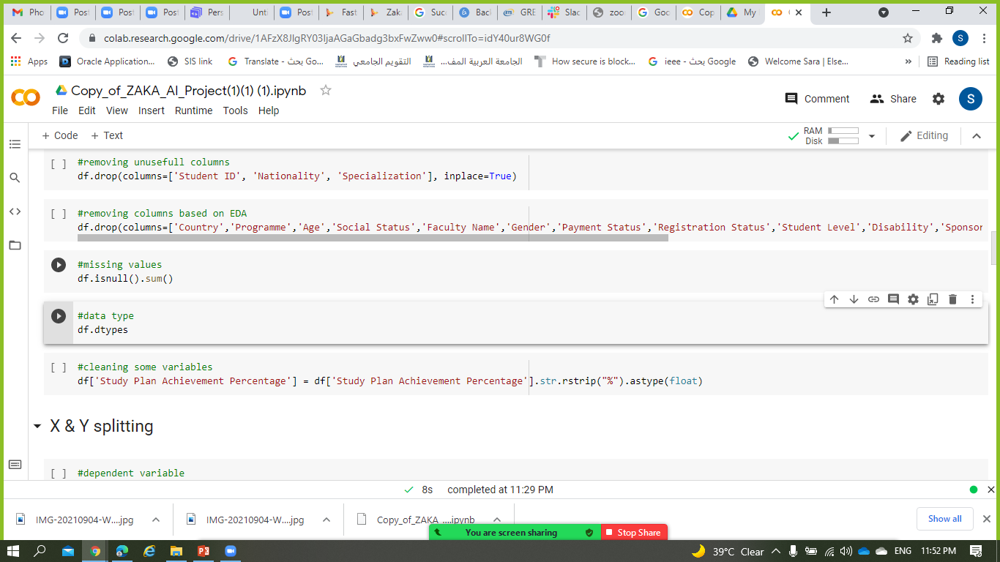 Pho
Post
Post
Post
Pers
Unti
Post
Fast
Zaka
Succ
Back
GRE
Slac
zoo
Goo
Cop
My
colab.research.google.com/drive/1AFzX8JIgRY03IjaAGaGbadg3bxFwZww0#scrollTo=idY40ur8WG0f
S
Apps
Oracle Application...
SIS link
Translate - بحث Go...
التقويم الجامعي
الجامعة العربية المف...
How secure is block...
ieee - بحث Google
Welcome Sara | Else...
»
Reading list
Copy_of_ZAKA_AI_Project(1)(1) (1).ipynb
Comment
Share
S
File Edit View Insert Runtime Tools Help
+ Code + Text
RAM
Disk
Editing
[ ] #removing unusefull columns
df.drop(columns=['Student ID', 'Nationality', 'Specialization'], inplace=True)
[ ] #removing columns based on EDA
df.drop(columns=['Country','Programme','Age','Social Status','Faculty Name','Gender','Payment Status','Registration Status','Student Level','Disability','Sponsor
#missing values
df.isnull().sum()
#data type
df.dtypes
[ ] #cleaning some variables
df['Study Plan Achievement Percentage'] = df['Study Plan Achievement Percentage'].str.rstrip("%").astype(float)
X & Y splitting
[ ] #dependent variable
8s completed at 11:29 PM
IMG-20210904-W....jpg
IMG-20210904-W....jpg
Copy_of_ZAKA_....ipynb
Show all
You are screen sharing
Stop Share
39°C Clear
ENG
11:52 PM